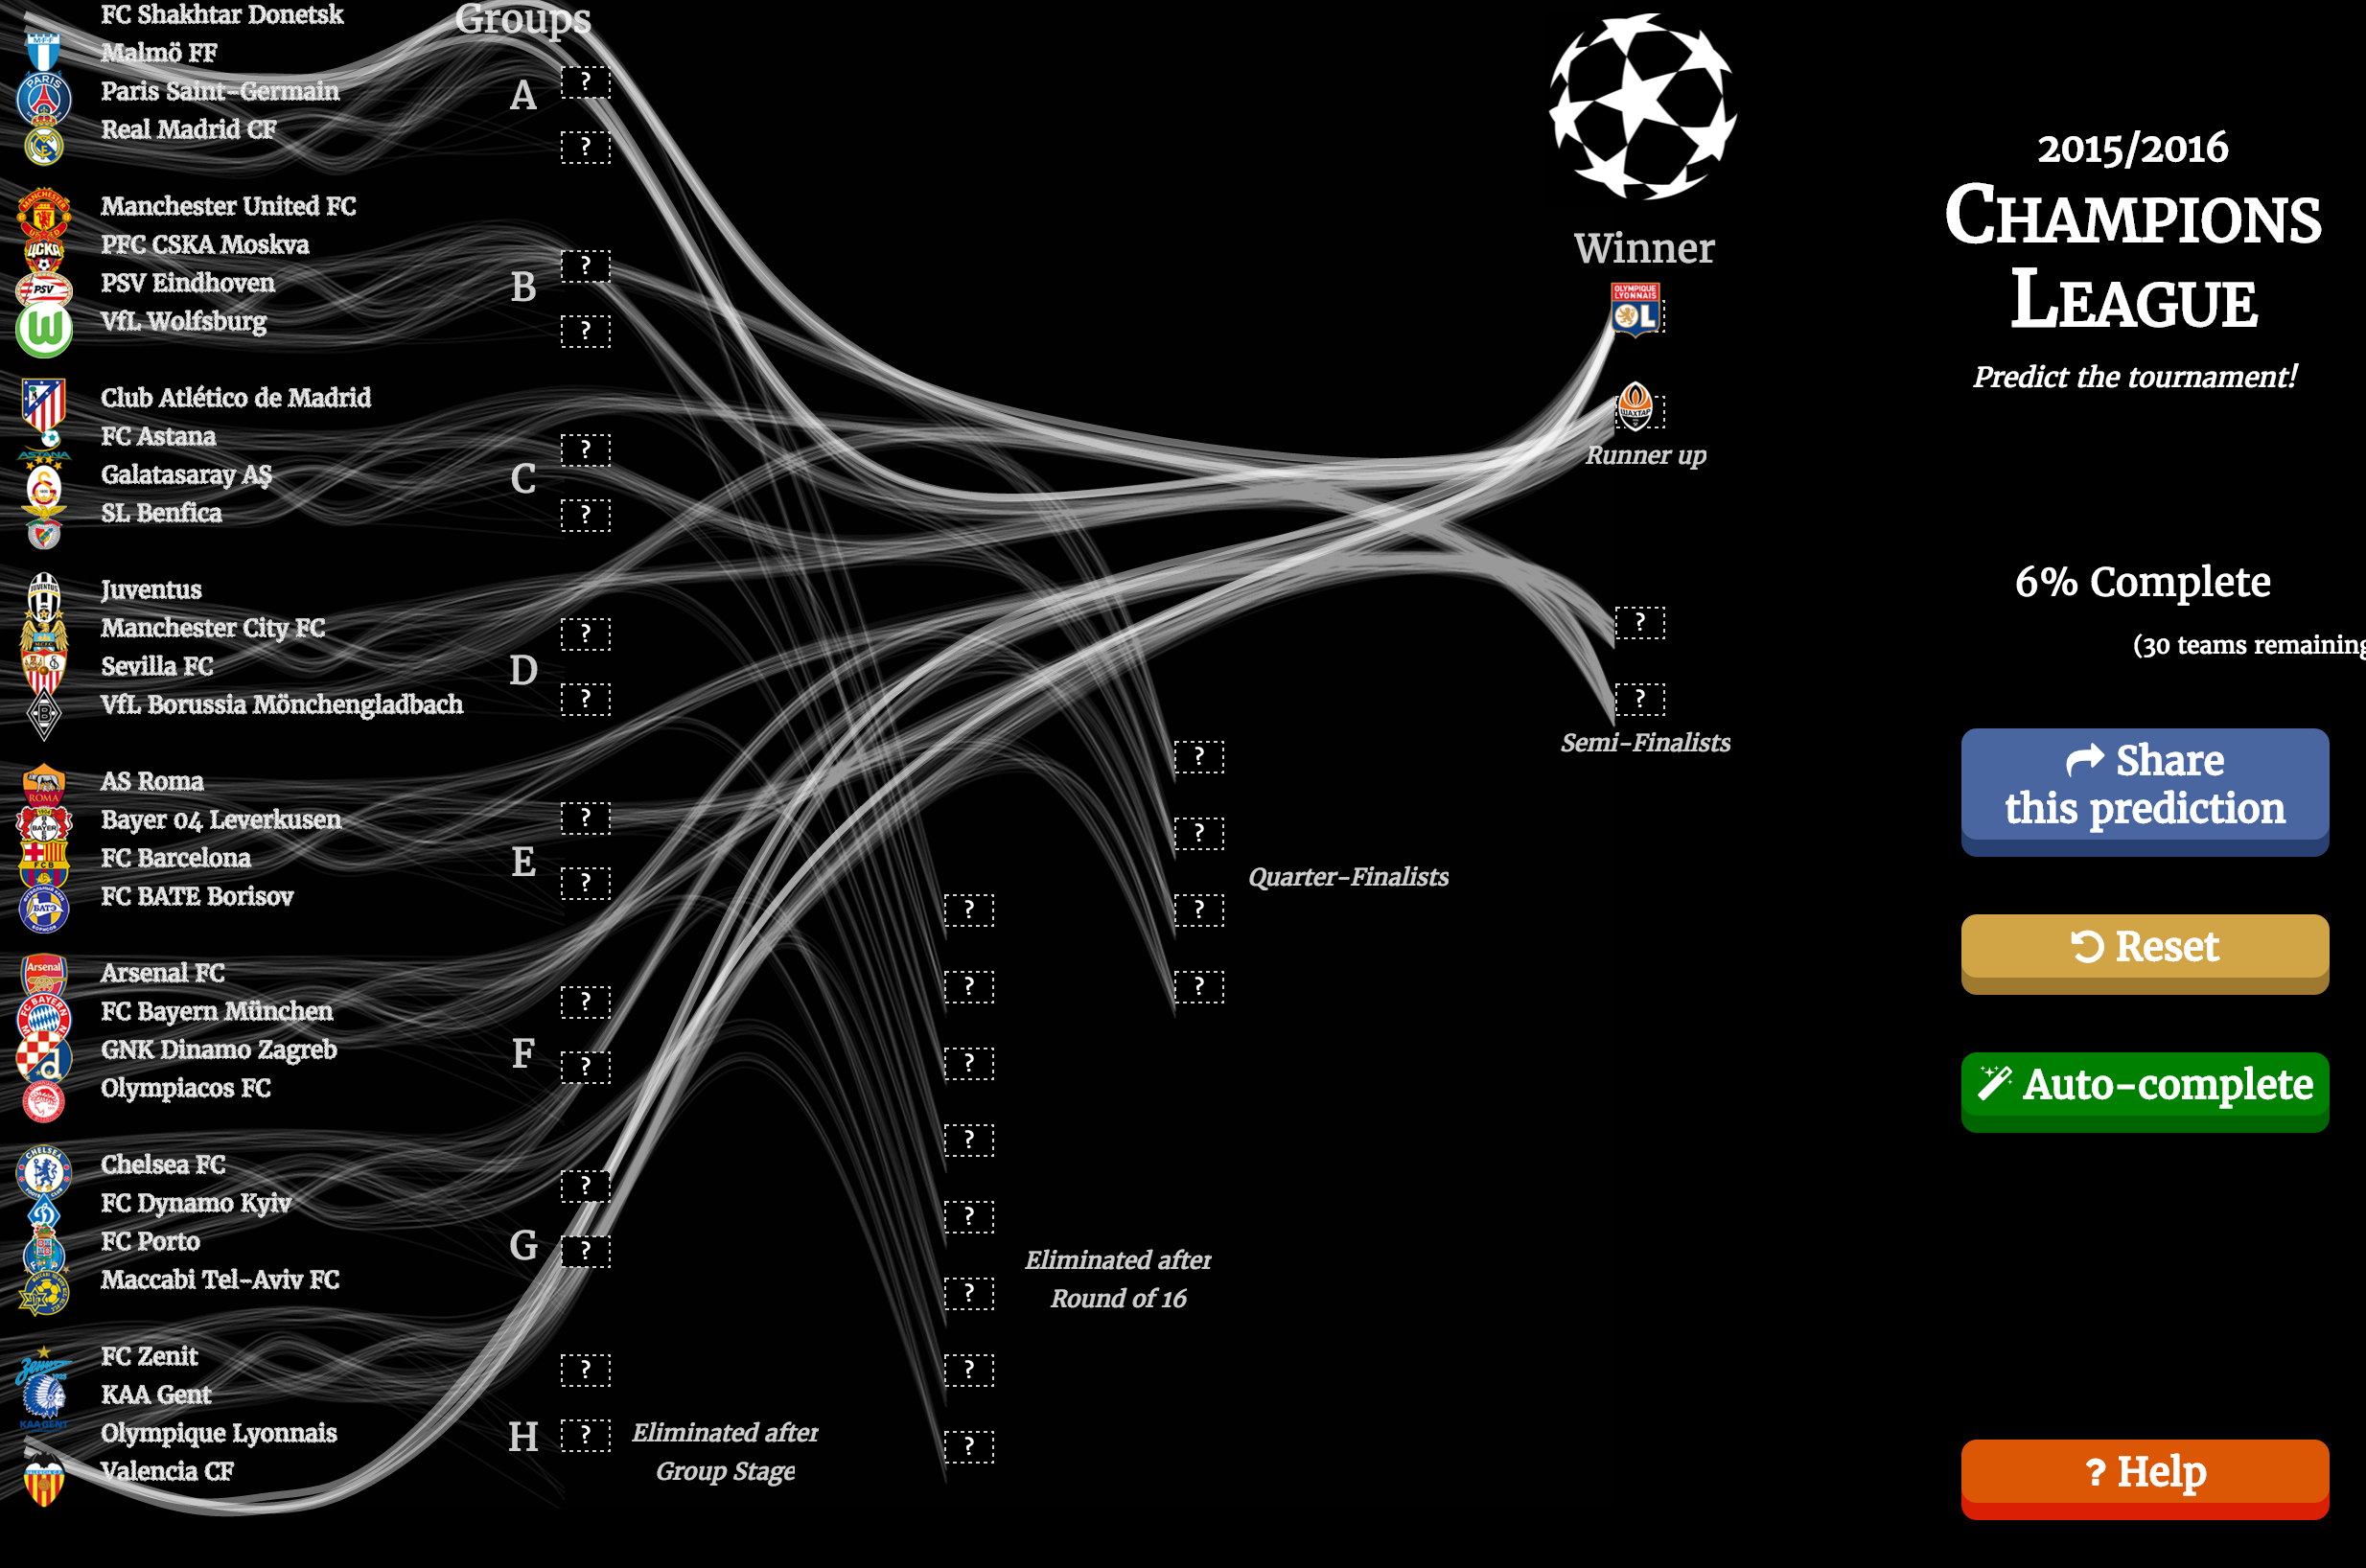 Groups
FC Shakhtar Donetsk
Malmö FF
Paris Saint-Germain
Real Madrid CF
A
?
?
Manchester United FC
PFC CSKA Moskva
PSV Eindhoven
VfL Wolfsburg
B
?
?
Club Atlético de Madrid
FC Astana
Galatasaray AŞ
SL Benfica
C
?
?
Juventus
Manchester City FC
Sevilla FC
VfL Borussia Mönchengladbach
D
?
?
AS Roma
Bayer 04 Leverkusen
FC Barcelona
FC BATE Borisov
E
?
?
Arsenal FC
FC Bayern München
GNK Dinamo Zagreb
Olympiacos FC
F
?
?
Chelsea FC
FC Dynamo Kyiv
FC Porto
Maccabi Tel-Aviv FC
G
?
?
FC Zenit
KAA Gent
Olympique Lyonnais
Valencia CF
H
?
?
Eliminated after
Group Stage
?
?
?
?
?
?
?
?
Eliminated after
Round of 16
?
?
?
?
Quarter-Finalists
Winner
OLYMPIQUE
LYONNAIS
OL
ШАХТАР
Runner up
?
?
Semi-Finalists
2015/2016
CHAMPIONS
LEAGUE
Predict the tournament!
6% Complete
(30 teams remaining
Share
this prediction
Reset
Auto-complete
? Help